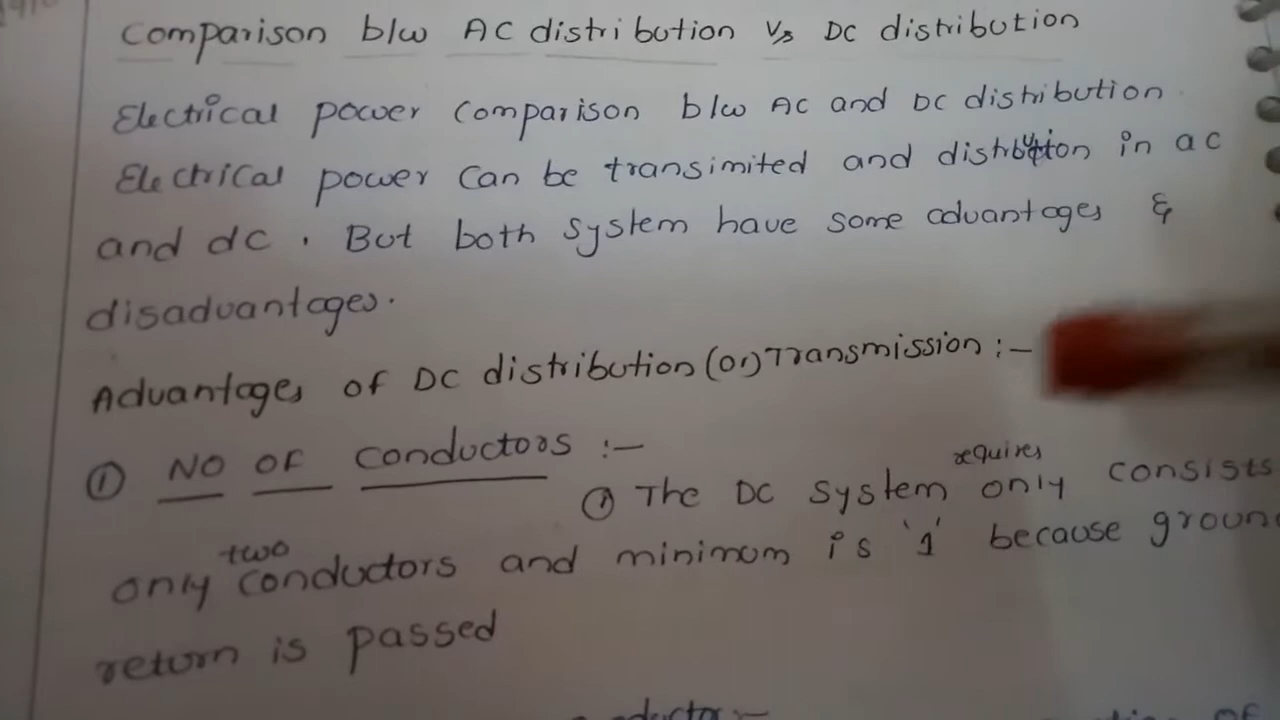 Comparison b/w AC distribution Vs DC distribution
Electrical power comparison b/w AC and DC distribution.
Electrical power can be transimited and distribution in ac
and dc. But both system have some advantages &
disadvantages.
Advantages of DC distribution (or) Transmission :-
① NO OF Conductors :-
requires
① The DC system only consists
two
only conductors and minimum is '1' because groun
return is passed